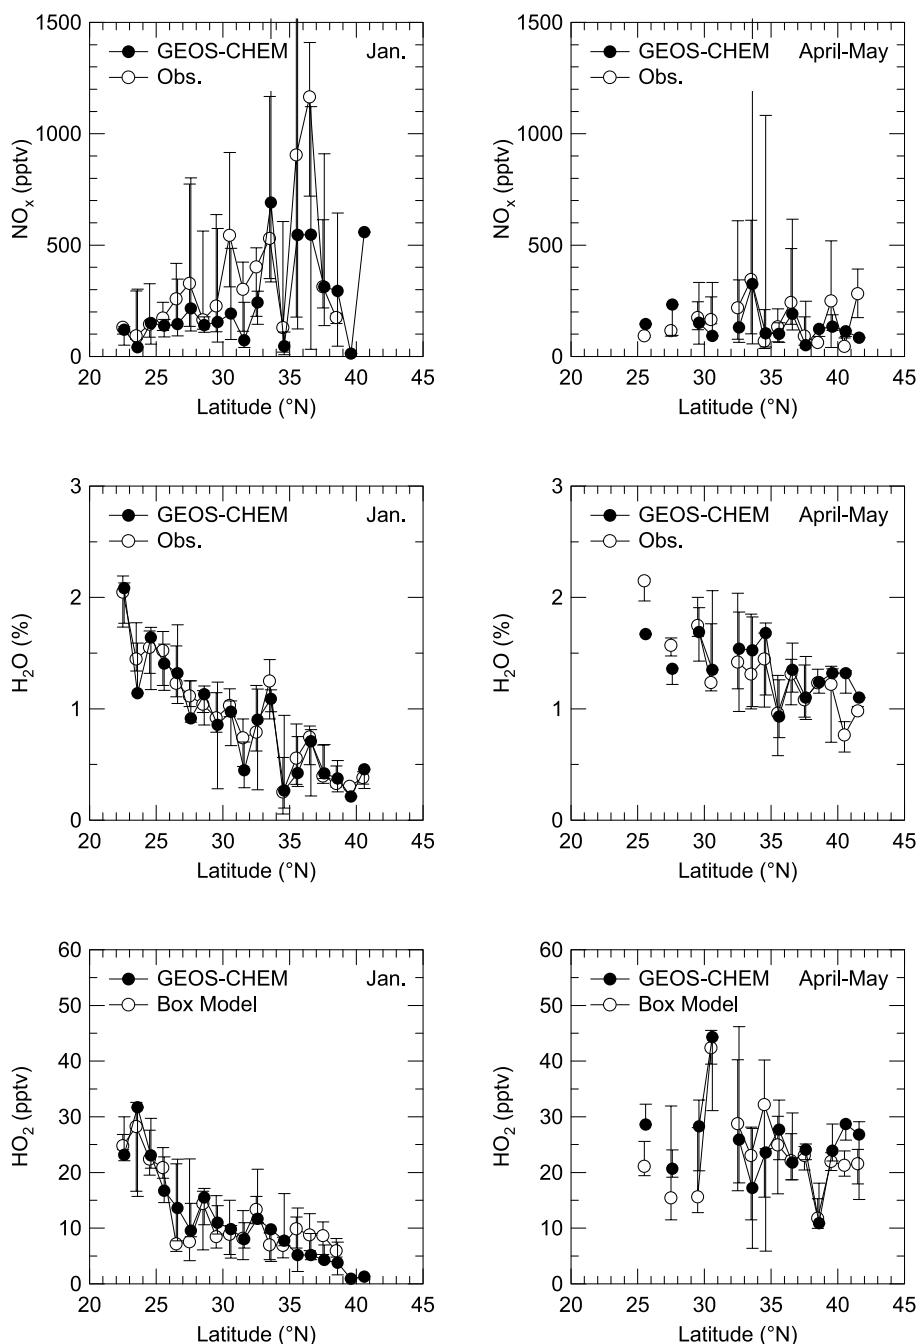 1500
GEOS-CHEM Jan.
Obs.
1000
NOx (pptv)
500
0
20 25 30 35 40 45
Latitude (°N)
1500
GEOS-CHEM April-May
Obs.
1000
NOx (pptv)
500
0
20 25 30 35 40 45
Latitude (°N)
3
GEOS-CHEM Jan.
Obs.
2
H2O (%)
1
0
20 25 30 35 40 45
Latitude (°N)
3
GEOS-CHEM April-May
Obs.
2
H2O (%)
1
0
20 25 30 35 40 45
Latitude (°N)
60
GEOS-CHEM Jan.
50
Box Model
40
HO2 (pptv)
30
20
10
0
20 25 30 35 40 45
Latitude (°N)
60
GEOS-CHEM April-May
50
Box Model
40
HO2 (pptv)
30
20
10
0
20 25 30 35 40 45
Latitude (°N)